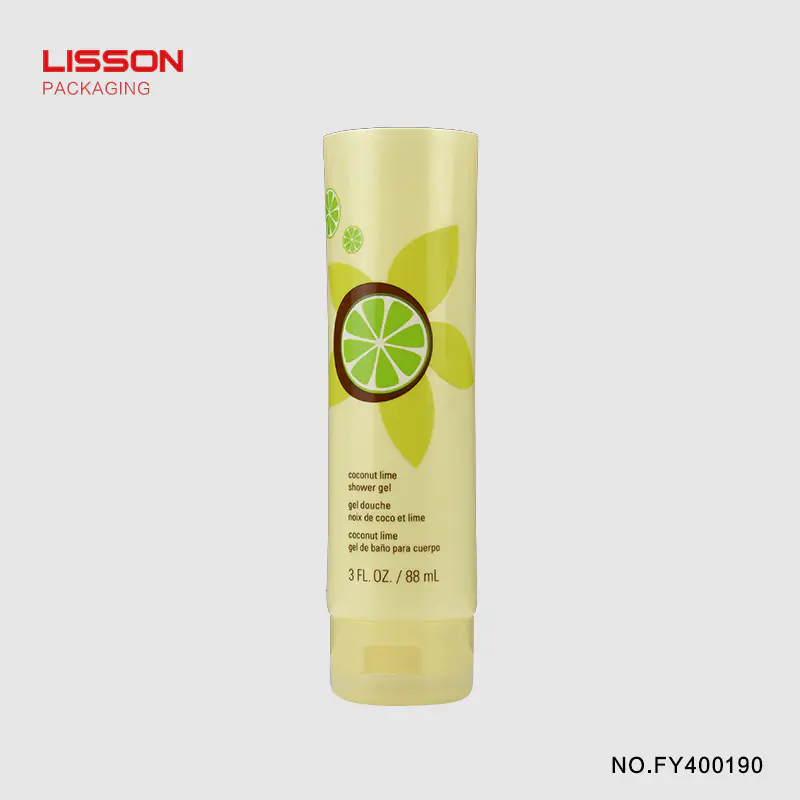 LISSON
PACKAGING
coconut lime
shower gel
gel douche
noix de coco et lime
coconut lime
gel de baño para cuerpo
3 FL. OZ. / 88 mL
NO.FY400190